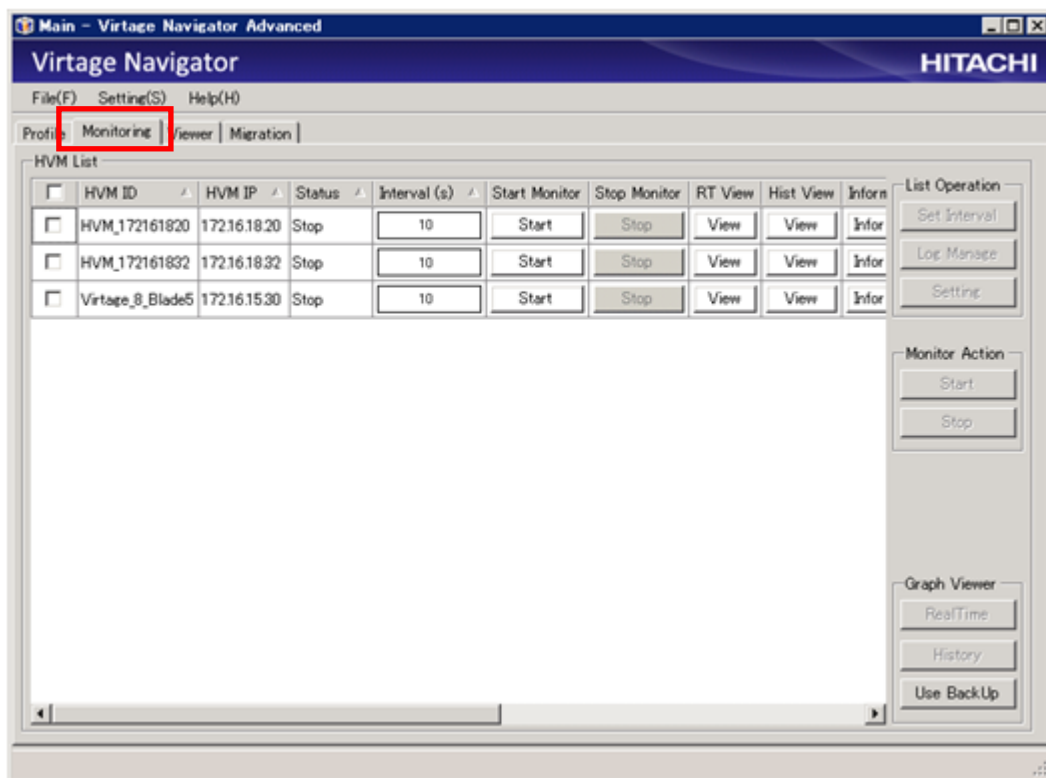 Main - Virtage Navigator Advanced
Virtage Navigator
HITACHI
File(F) Setting(S) Help(H)
Profile Monitoring Viewer Migration
HVM List
HVM ID HVM IP Status Interval (s) Start Monitor Stop Monitor RT View Hist View Inform
HVM_172161820 172.16.18.20 Stop 10 Start Stop View View Infor
HVM_172161832 172.16.18.32 Stop 10 Start Stop View View Infor
Virtage_8_Blade5 172.16.15.30 Stop 10 Start Stop View View Infor
List Operation
Set Interval
Log Manage
Setting
Monitor Action
Start
Stop
Graph Viewer
RealTime
History
Use BackUp